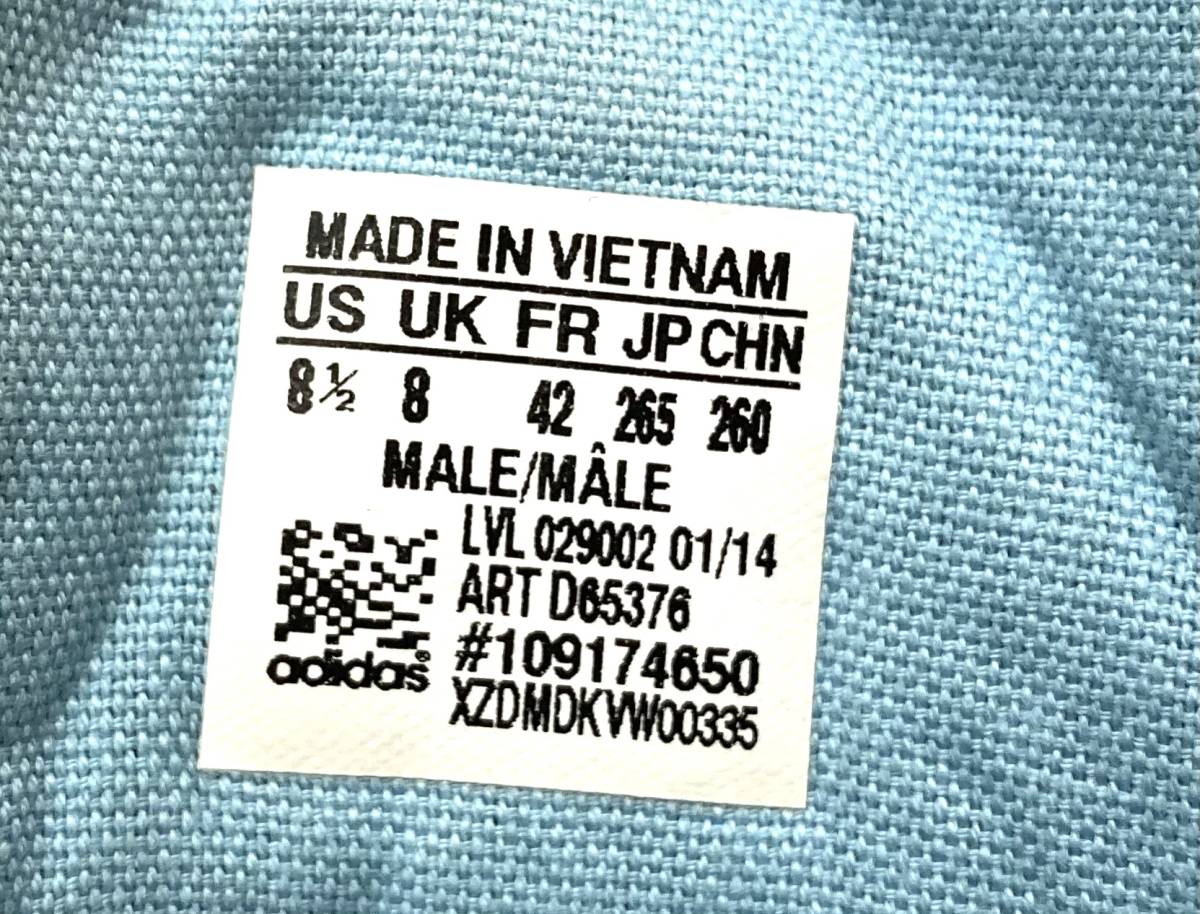 MADE IN VIETNAM
US UK FR JP CHN
8½ 8 42 265 260
MALE/MÂLE
LVL 029002 01/14
ART D65376
#109174650
adidas®
XZDMDKVW00335